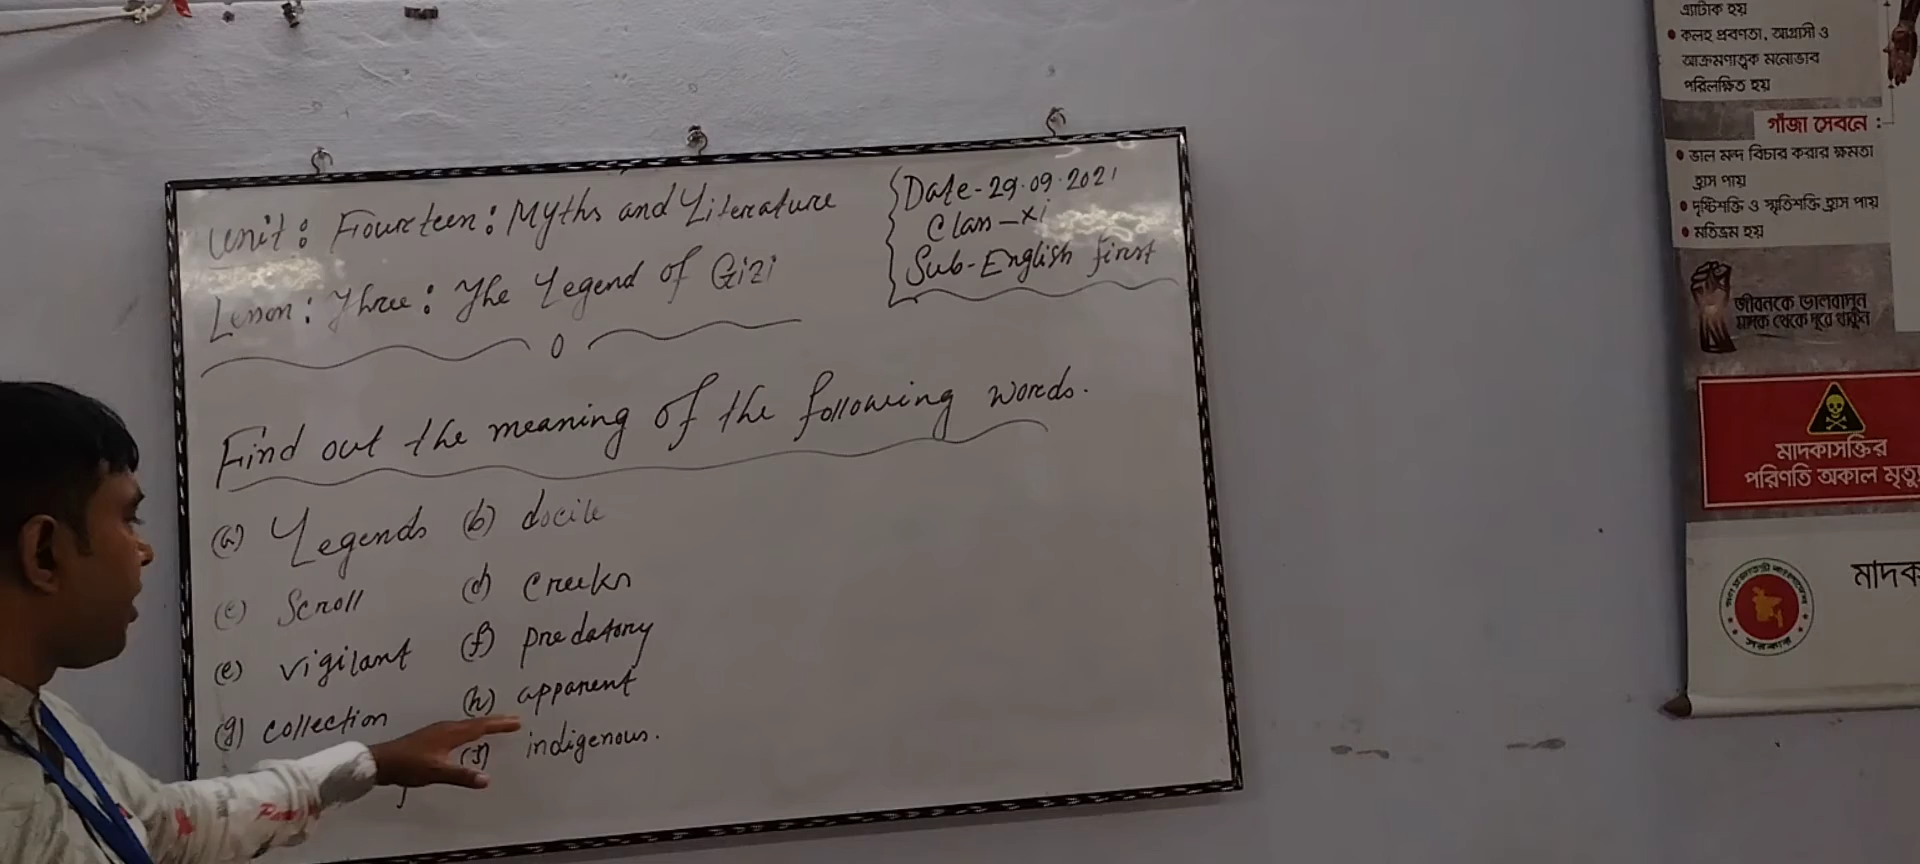 Unit: Fourteen: Myths and Literature
Lesson: Three: The Legend of Gizi
Date-29.09.2021
Class-xi
Sub-English first
Find out the meaning of the following words.
(a) Legends (b) docile
(c) Scroll (d) Creeks
(e) vigilant (f) predatory
(g) collection (h) apparent
(J) indigenous.
এ্যাটাক হয়
• কলহ প্রবণতা, আগ্রাসী ও
আক্রমণাত্বক মনোভাব
পরিলক্ষিত হয়
গাঁজা সেবনে :
• ভাল মন্দ বিচার করার ক্ষমতা
হ্রাস পায়
• দৃষ্টিশক্তি ও স্মৃতিশক্তি হ্রাস পায়
• মতিভ্রম হয়
জীবনকে ভালবাসুন
মাদক থেকে দূরে থাকুন
মাদকাসক্তির
পরিণতি অকাল মৃত্যু
মাদক